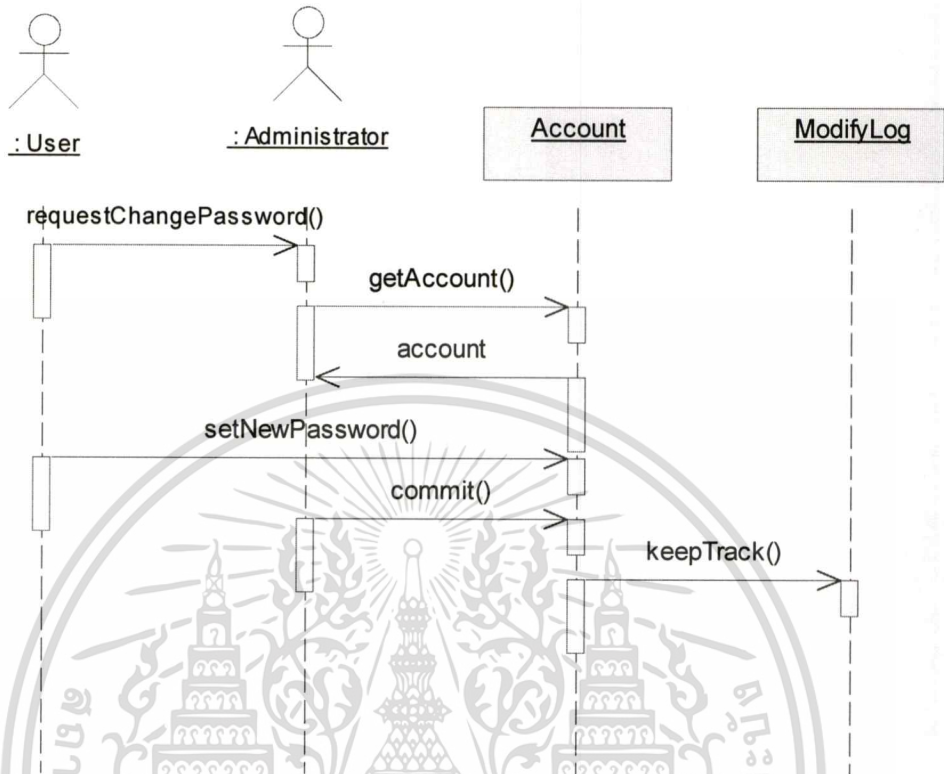 : User
: Administrator
Account
ModifyLog
requestChangePassword()
getAccount()
account
setNewPassword()
commit()
keepTrack()